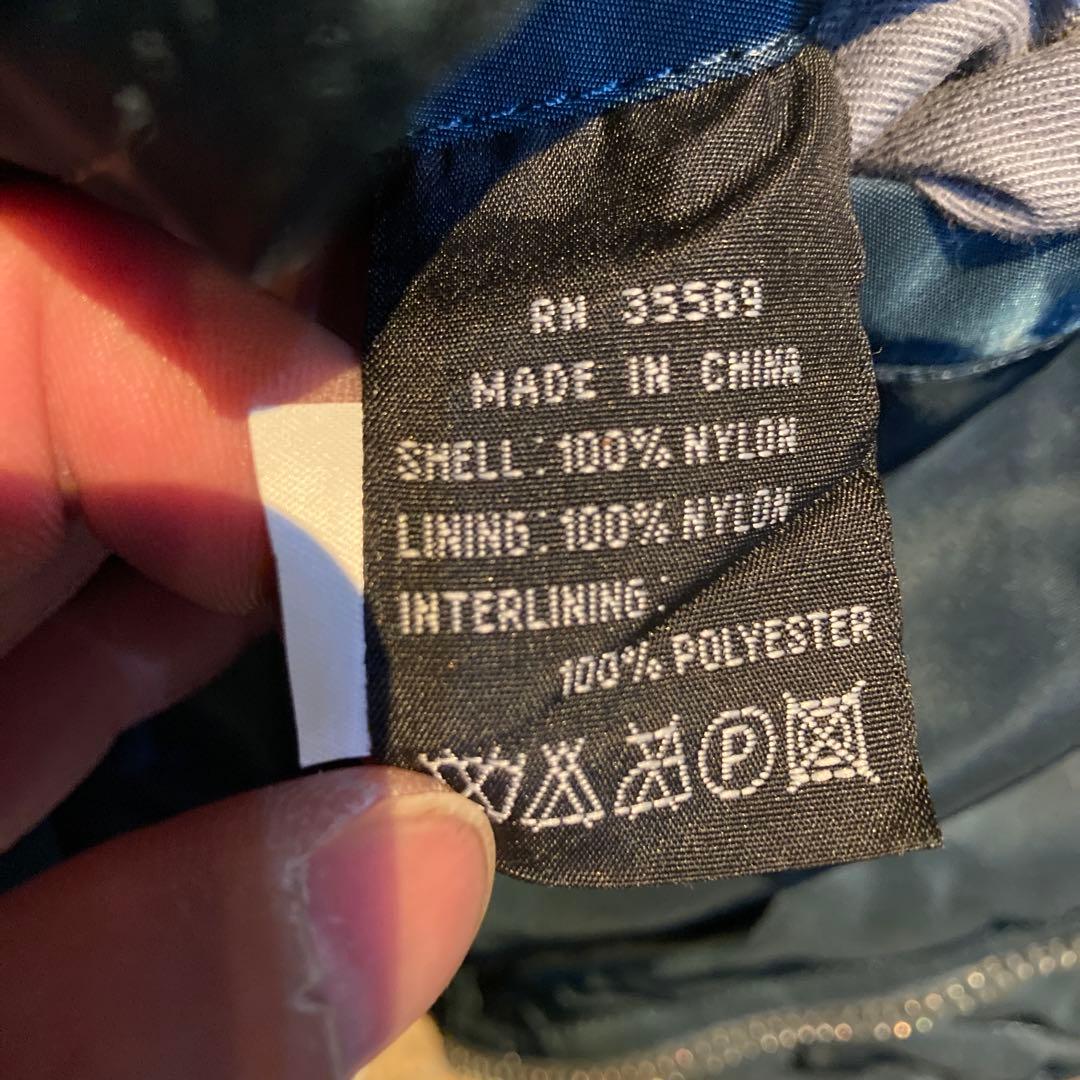 RN 35569
MADE IN CHINA
SHELL: 100% NYLON
LINING: 100% NYLON
INTERLINING:
100% POLYESTER
P